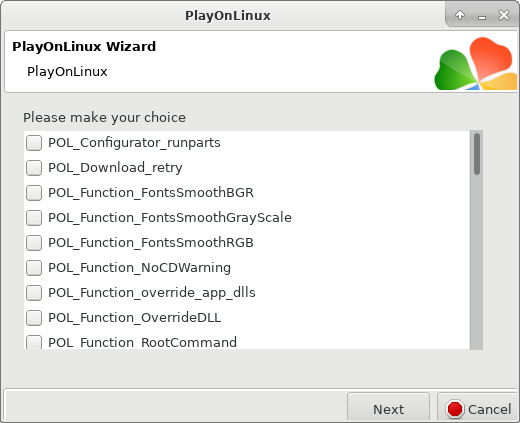 PlayOnLinux
PlayOnLinux Wizard
PlayOnLinux
Please make your choice
POL_Configurator_runparts
POL_Download_retry
POL_Function_FontsSmoothBGR
POL_Function_FontsSmoothGrayScale
POL_Function_FontsSmoothRGB
POL_Function_NoCDWarning
POL_Function_override_app_dlls
POL_Function_OverrideDLL
POL_Function_RootCommand
Next
Cancel